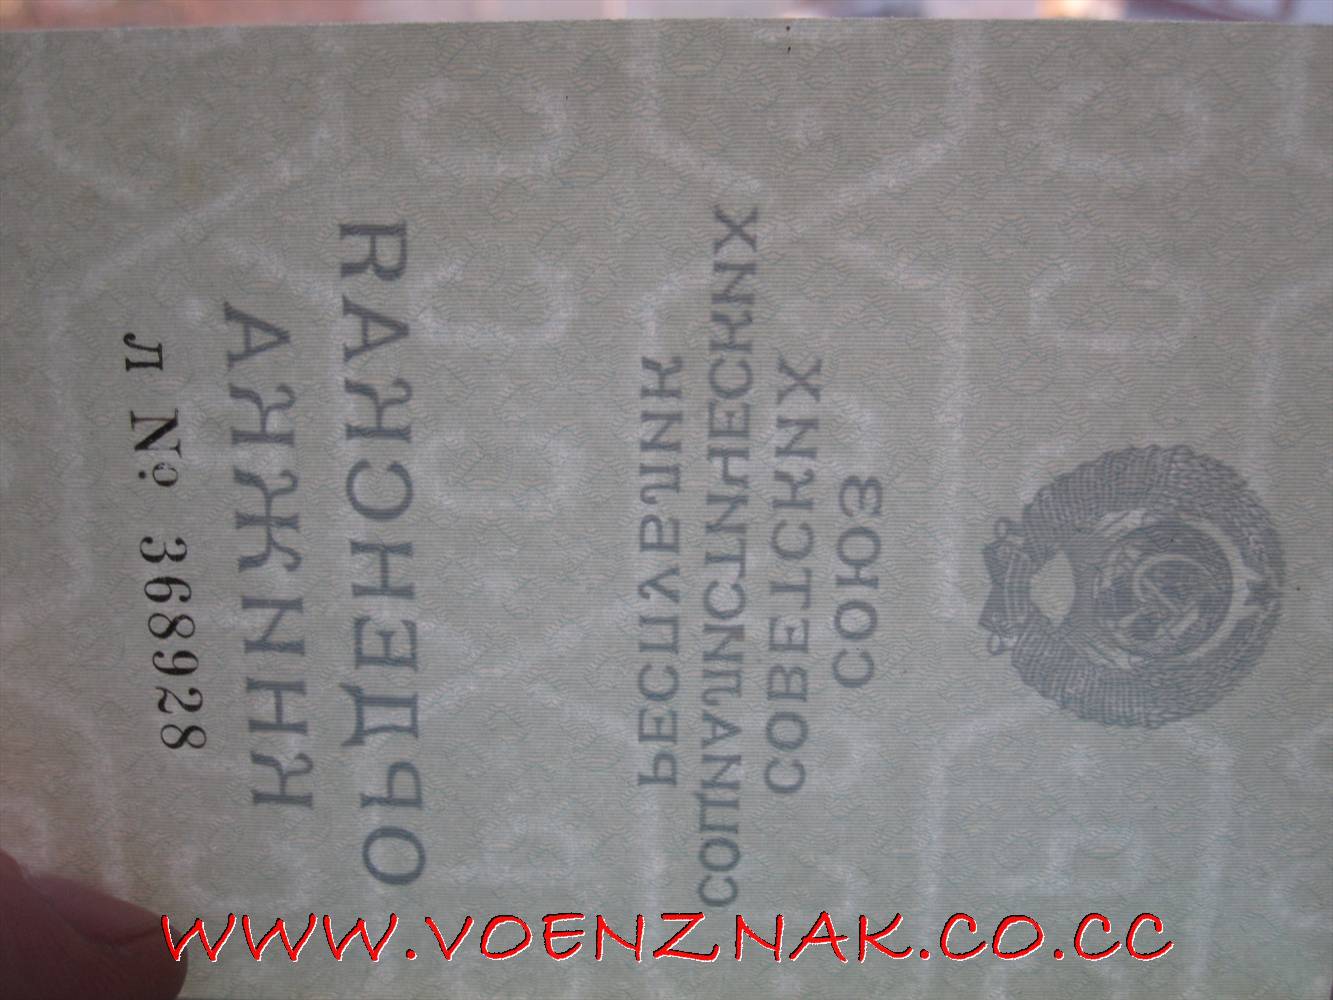 СОЮЗ
СОВЕТСКИХ
СОЦИАЛИСТИЧЕСКИХ
РЕСПУБЛИК
ОРДЕНСКАЯ
КНИЖКА
Л № 368928
WWW.VOENZNAK.CO.CC